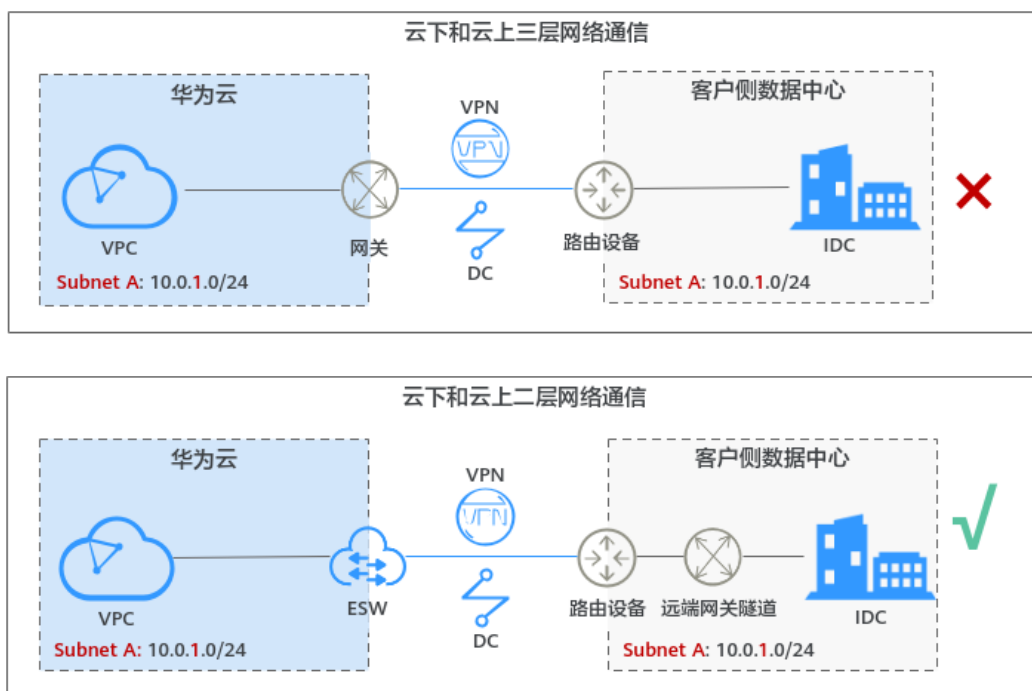 云下和云上三层网络通信
华为云
客户侧数据中心
VPN
VPN
VPC
网关
DC
路由设备
IDC
Subnet A: 10.0.1.0/24
Subnet A: 10.0.1.0/24
云下和云上二层网络通信
华为云
客户侧数据中心
VPN
VPN
VPC
ESW
DC
路由设备
远端网关隧道
IDC
Subnet A: 10.0.1.0/24
Subnet A: 10.0.1.0/24